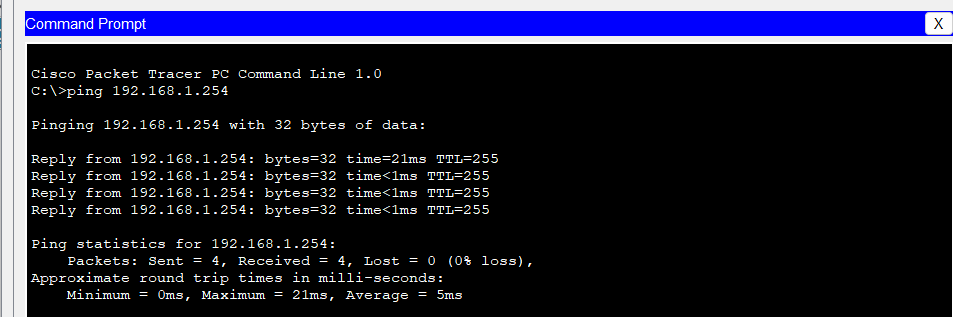 Command Prompt
X
Cisco Packet Tracer PC Command Line 1.0
C:\>ping 192.168.1.254
Pinging 192.168.1.254 with 32 bytes of data:
Reply from 192.168.1.254: bytes=32 time=21ms TTL=255
Reply from 192.168.1.254: bytes=32 time<1ms TTL=255
Reply from 192.168.1.254: bytes=32 time<1ms TTL=255
Reply from 192.168.1.254: bytes=32 time<1ms TTL=255
Ping statistics for 192.168.1.254:
Packets: Sent = 4, Received = 4, Lost = 0 (0% loss),
Approximate round trip times in milli-seconds:
Minimum = 0ms, Maximum = 21ms, Average = 5ms